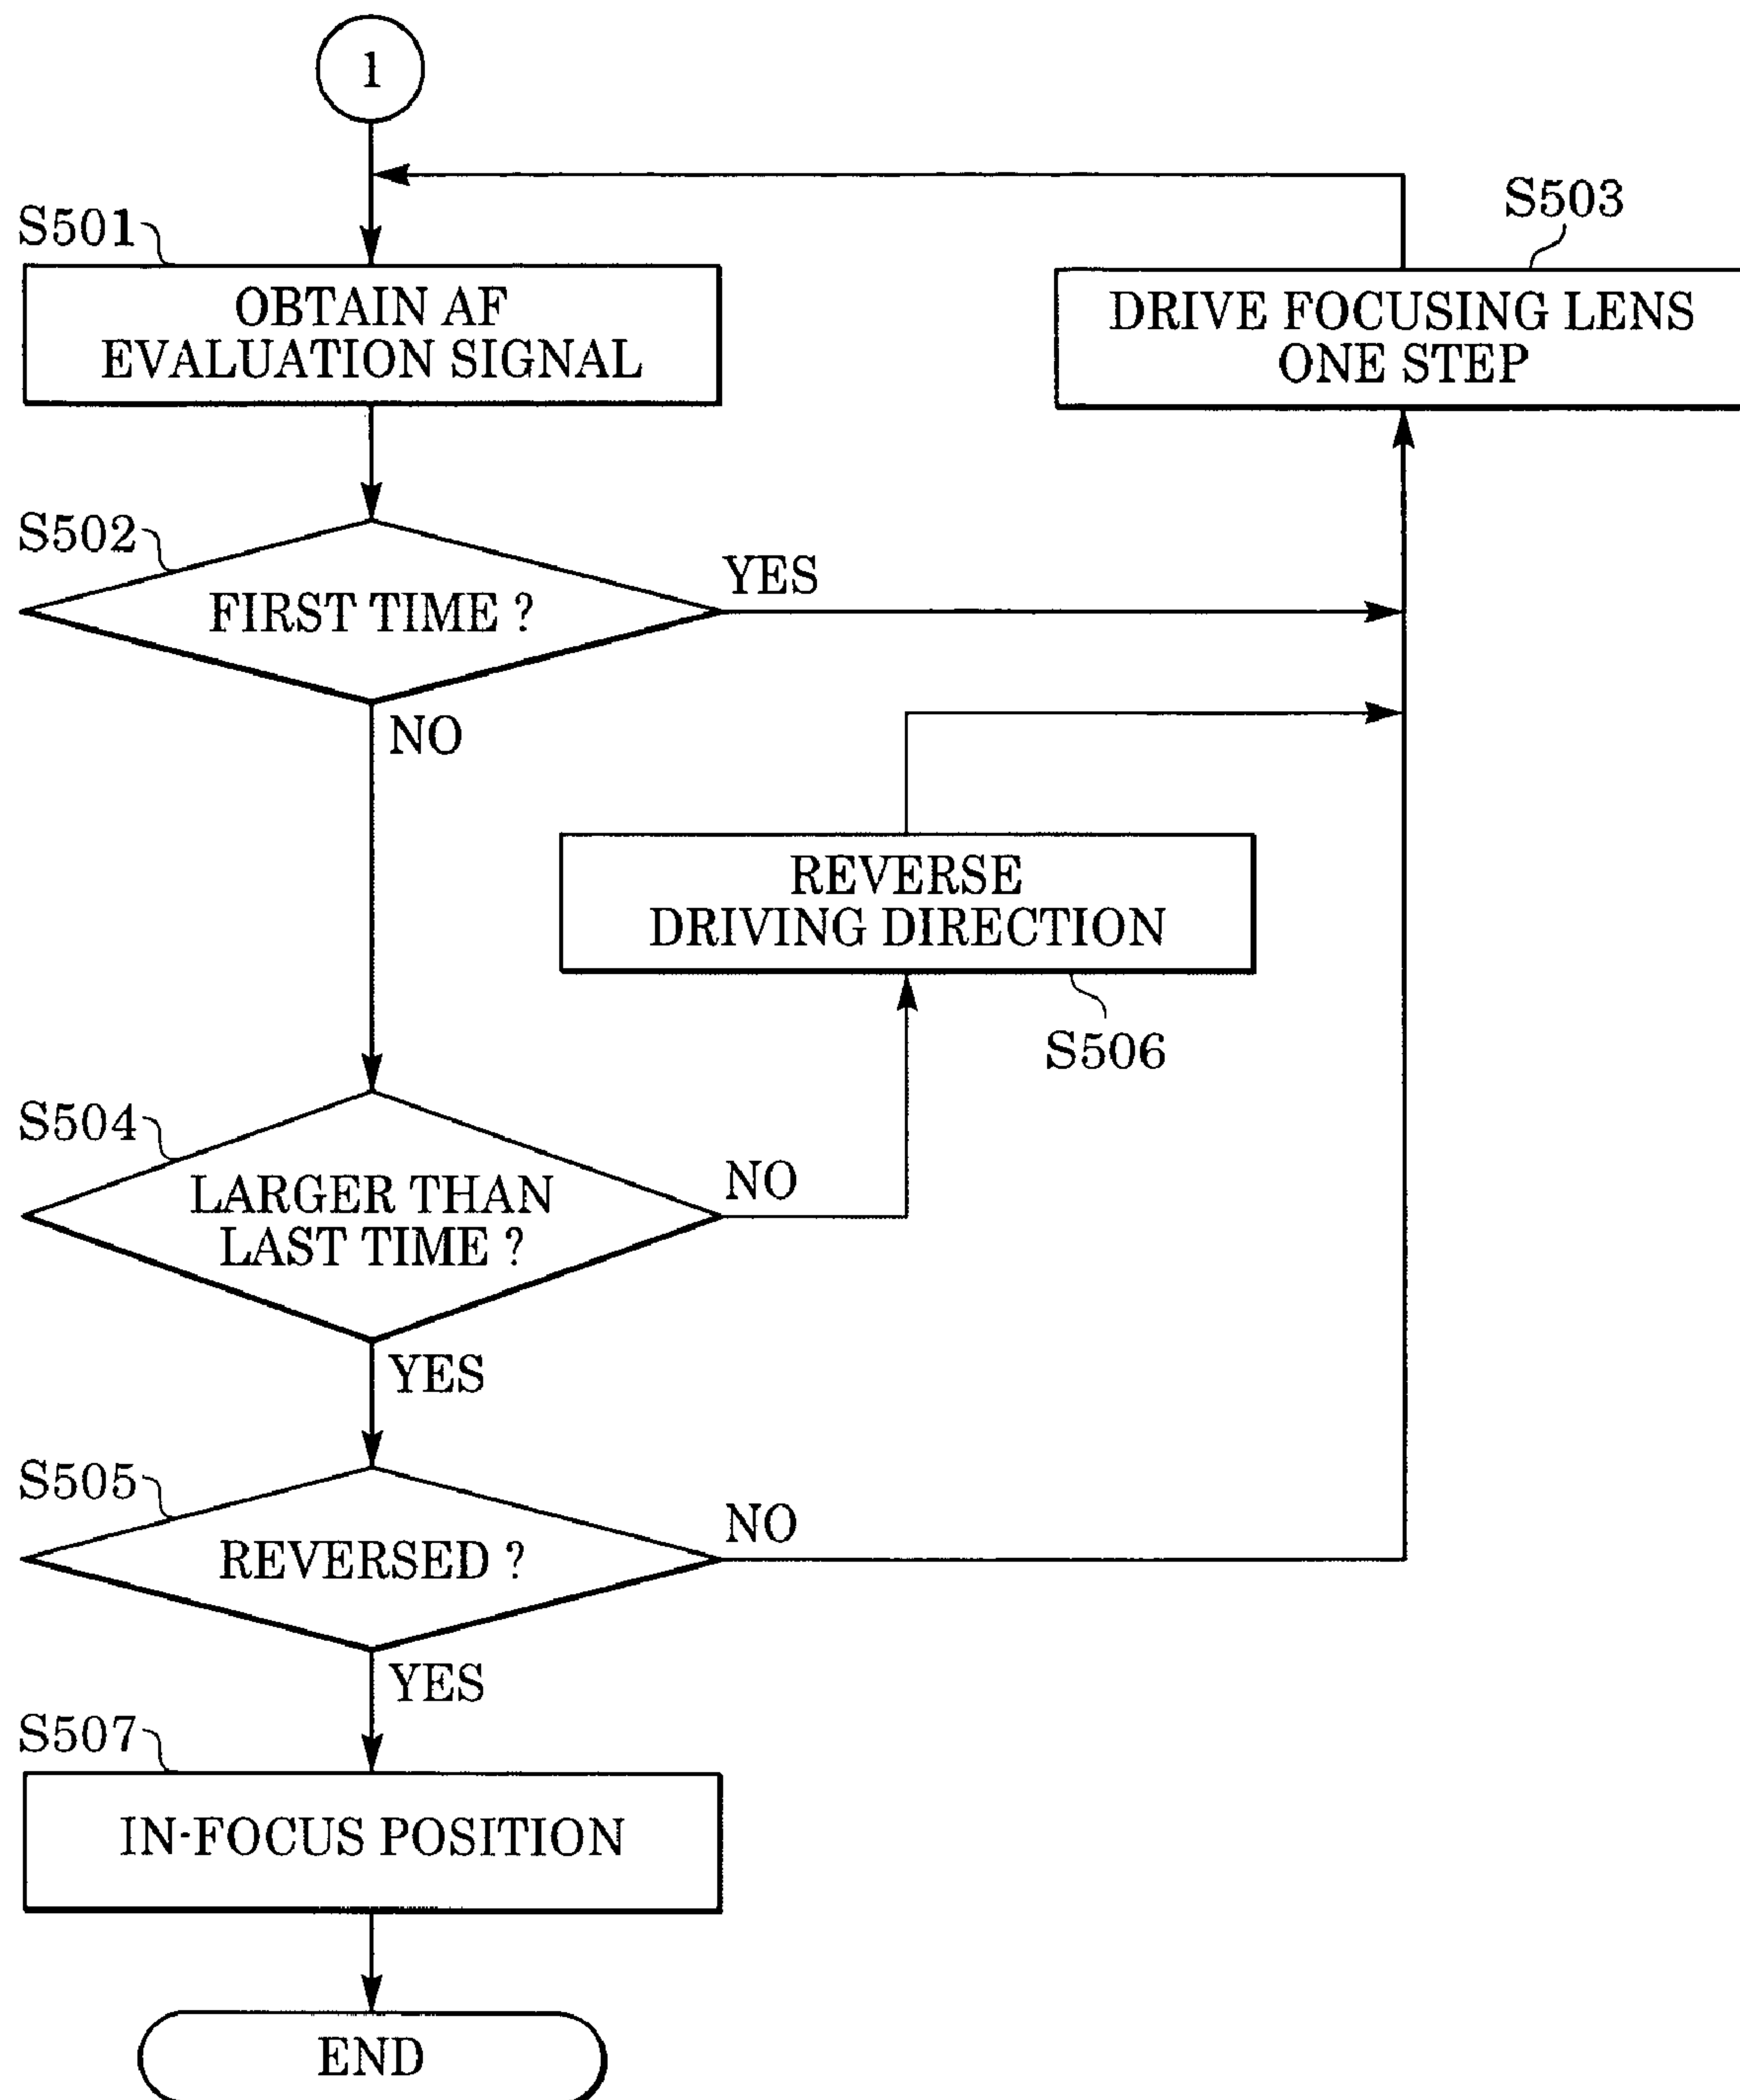 1
S501
OBTAIN AF
EVALUATION SIGNAL
S503
DRIVE FOCUSING LENS
ONE STEP
S502
FIRST TIME ?
YES
NO
REVERSE
DRIVING DIRECTION
S506
S504
LARGER THAN
LAST TIME ?
NO
YES
S505
REVERSED ?
NO
YES
S507
IN-FOCUS POSITION
END